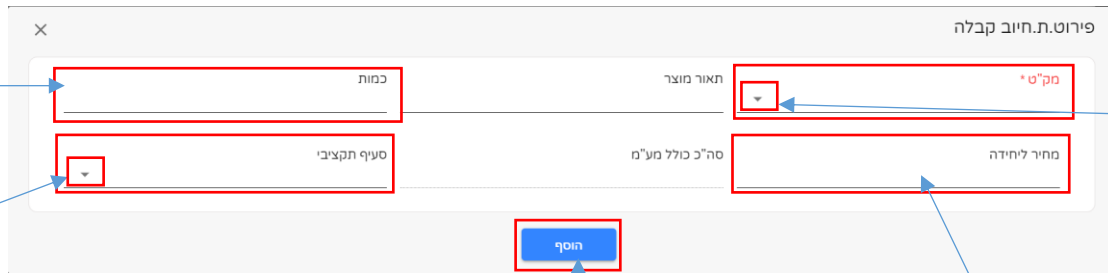 פירוט.ת.חיוב קבלה
מק"ט *
תאור מוצר
כמות
מחיר ליחידה
סה"כ כולל מע"מ
סעיף תקציבי
הוסף